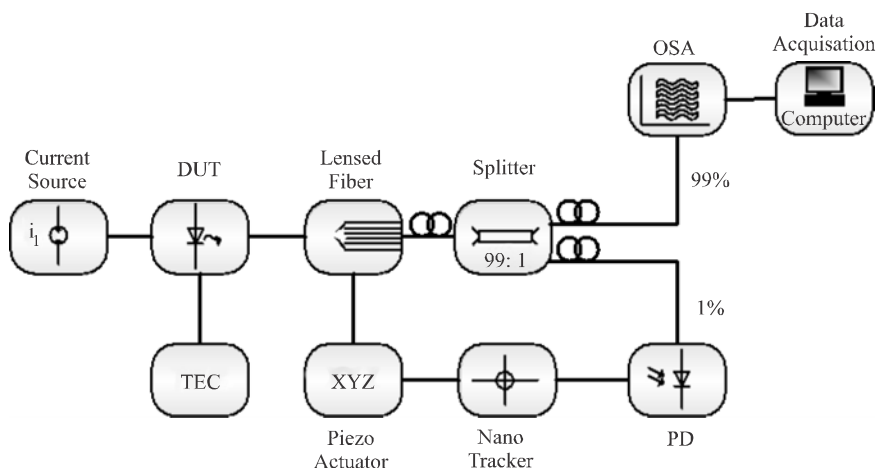 Data
Acquisation
OSA
Computer
Current
Source
DUT
Lensed
Fiber
Splitter
99%
i1
99: 1
1%
TEC
XYZ
Piezo
Actuator
Nano
Tracker
PD